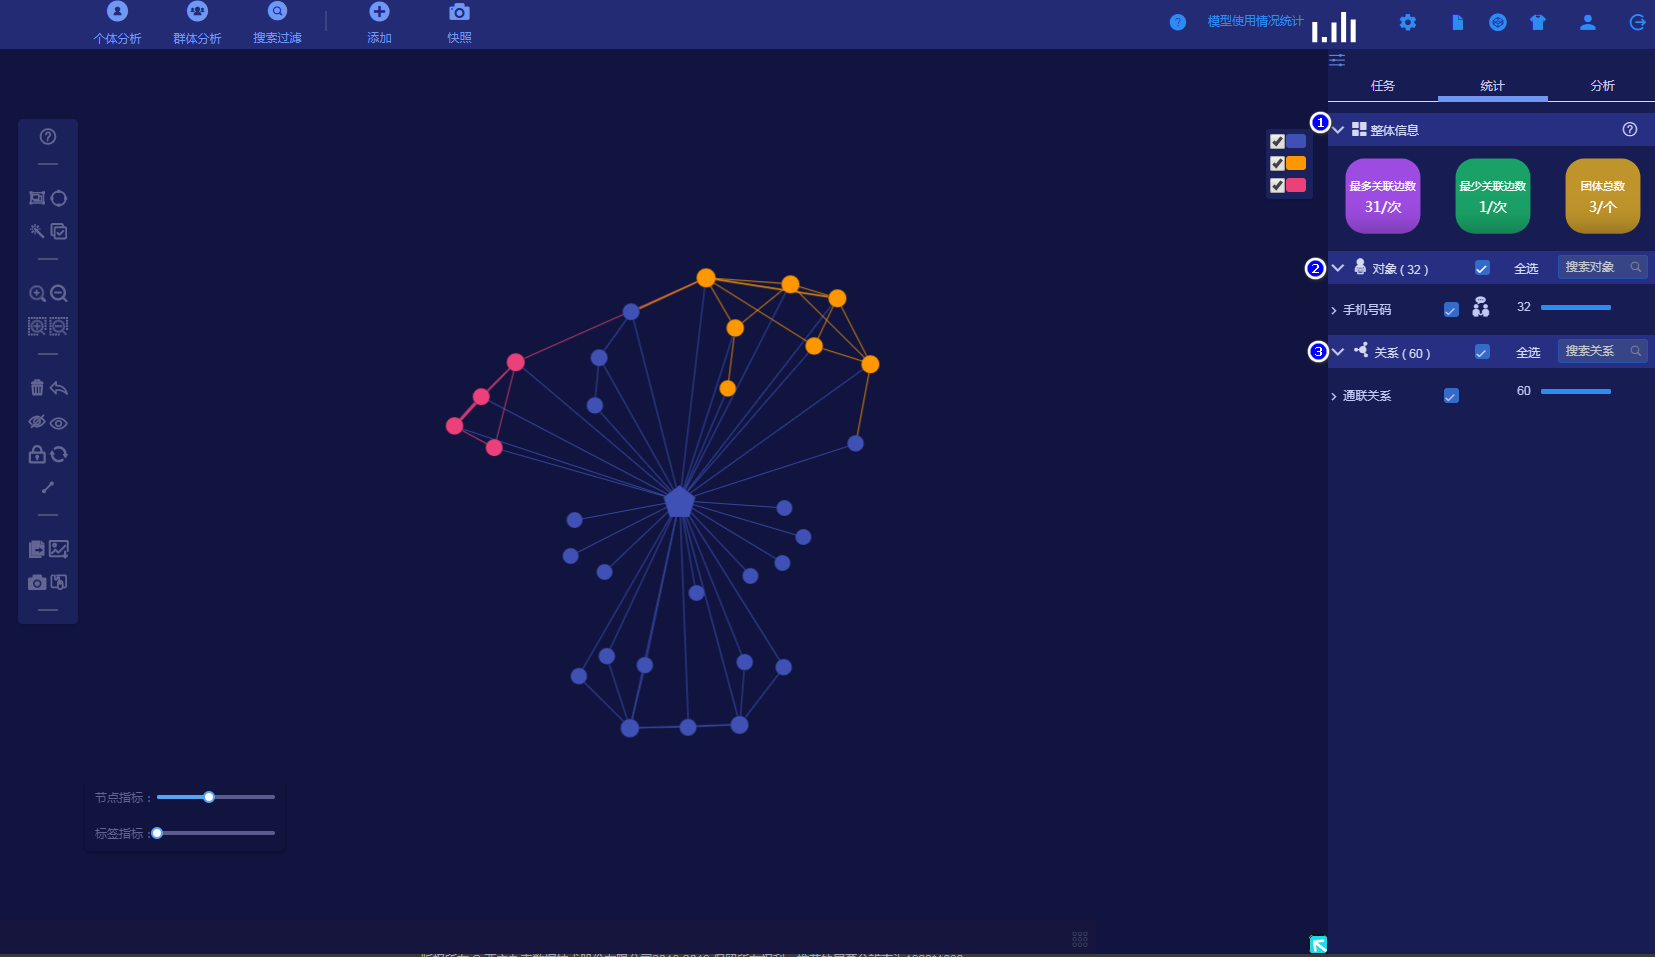 个体分析
群体分析
搜索过滤
添加
快照
模型使用情况统计
任务
统计
分析
1
整体信息
最多关联边数
31/次
最少关联边数
1/次
团体总数
3/个
2
对象 ( 32 )
全选
搜索对象
手机号码
32
3
关系 ( 60 )
全选
搜索关系
通联关系
60
节点指标：
标签指标：